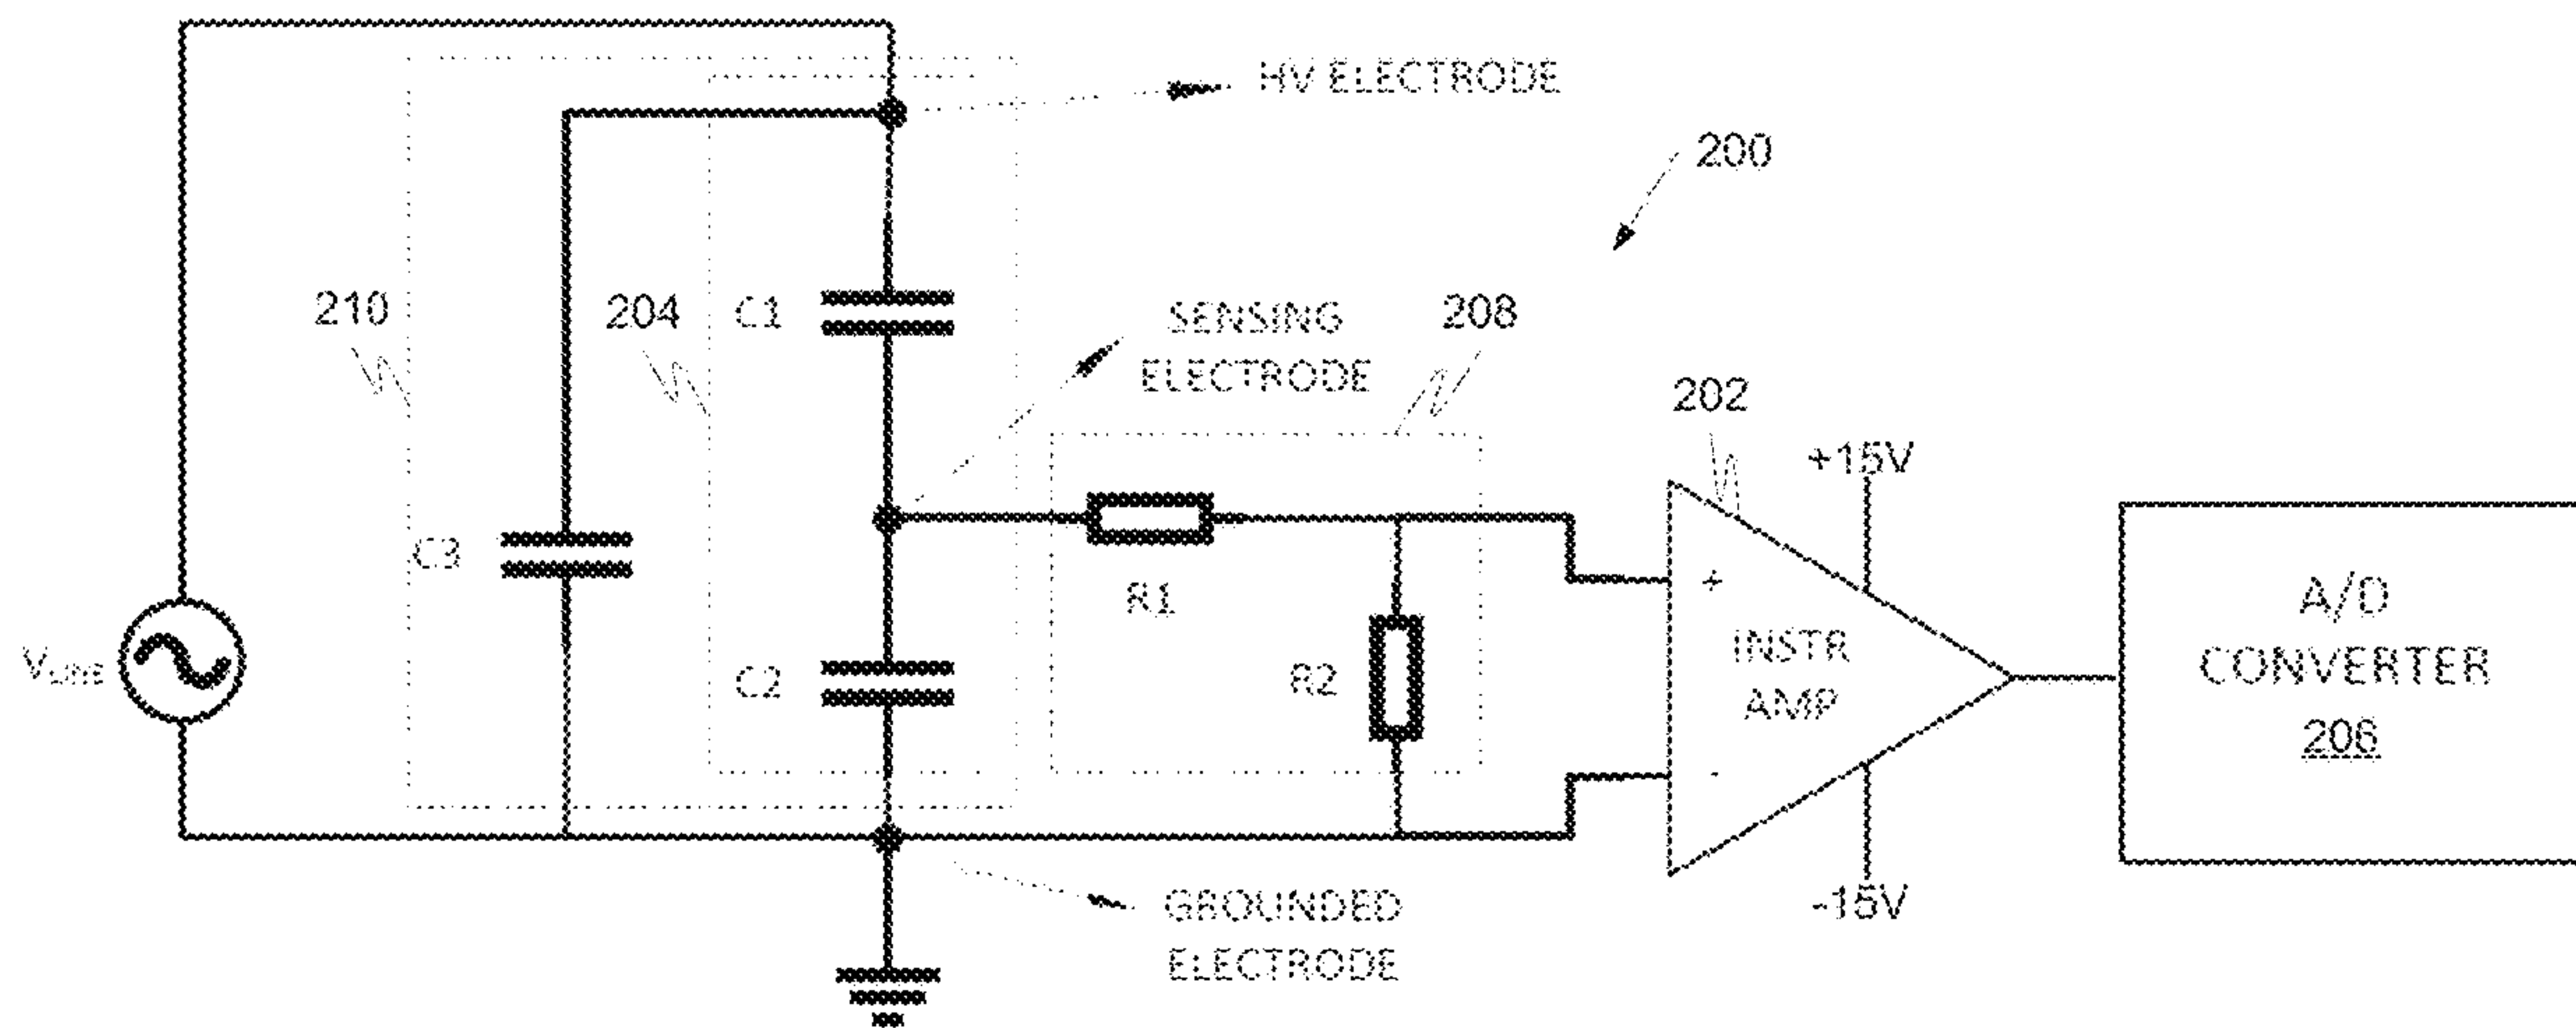 HV ELECTRODE
200
210
204
C1
SENSING
ELECTRODE
208
202
+15V
C3
R1
+
A/D
CONVERTER
206
INSTR
AMP
VLINE
C2
R2
-
-15V
GROUNDED
ELECTRODE